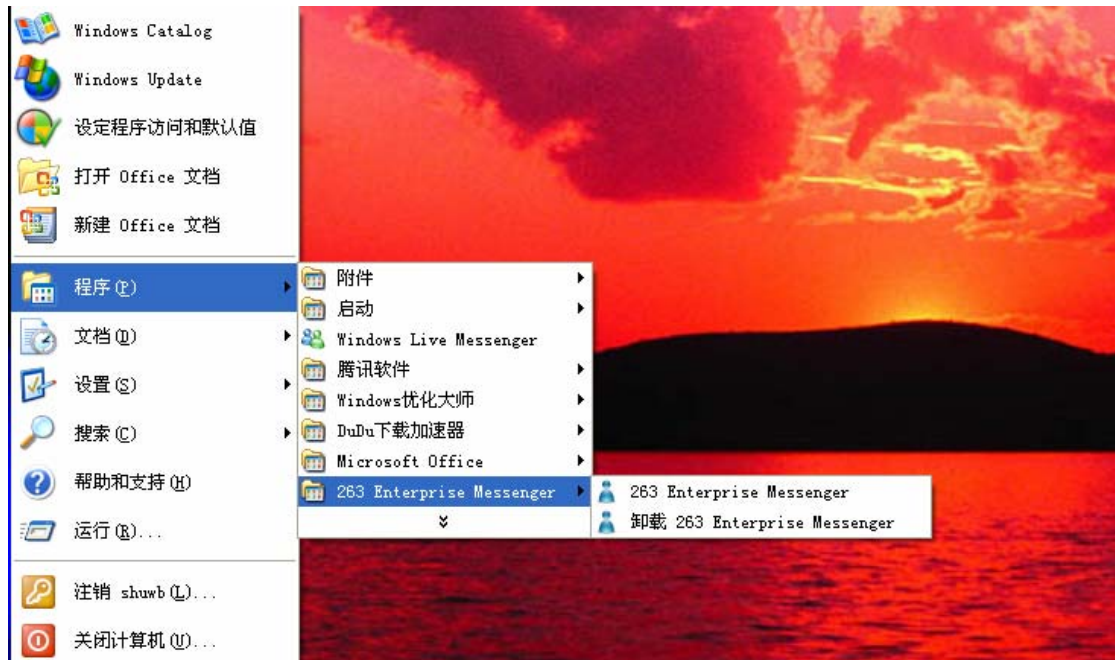 Windows Catalog
Windows Update
设定程序访问和默认值
打开 Office 文档
新建 Office 文档
程序(P)
文档(D)
设置(S)
搜索(C)
帮助和支持(H)
运行(R)...
注销 shuwb(L)...
关闭计算机(U)...
附件
启动
Windows Live Messenger
腾讯软件
Windows优化大师
DuDu下载加速器
Microsoft Office
263 Enterprise Messenger
263 Enterprise Messenger
卸载 263 Enterprise Messenger